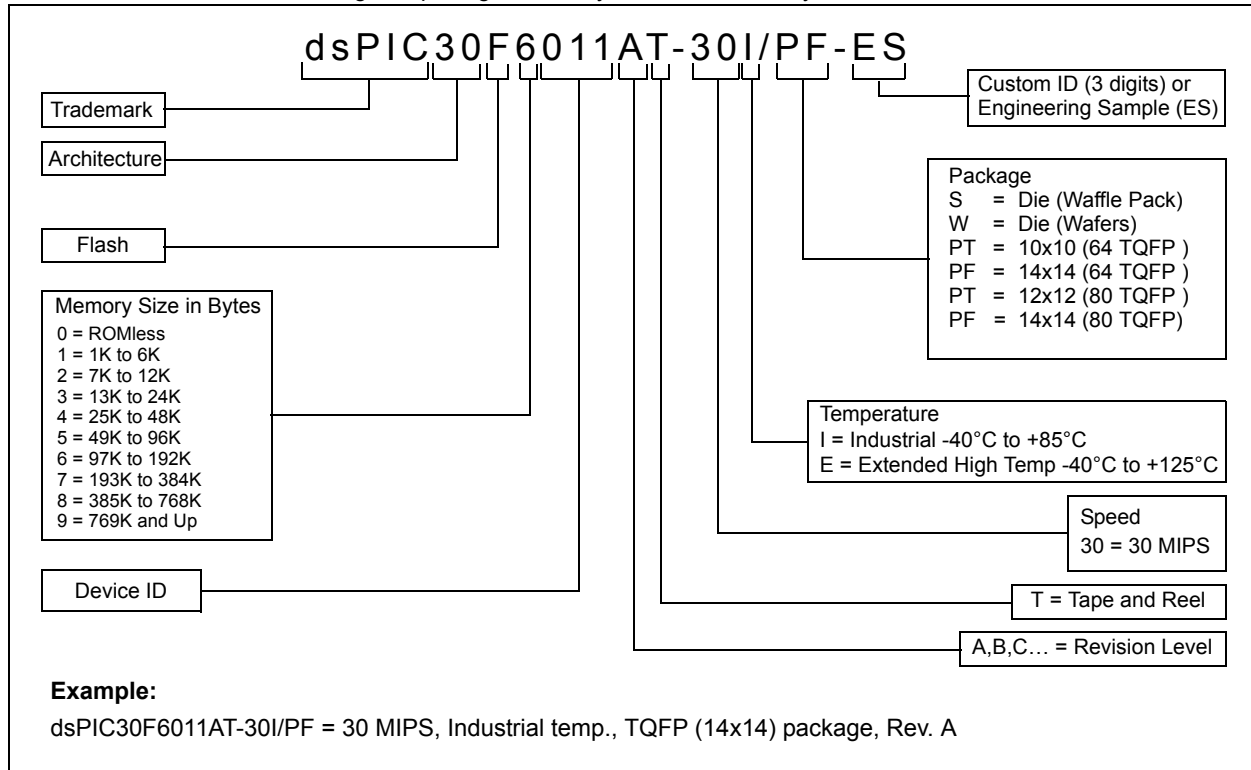 dsPIC30F6011AT-30I/PF-ES
Trademark
Architecture
Flash
Memory Size in Bytes
0 = ROMless
1 = 1K to 6K
2 = 7K to 12K
3 = 13K to 24K
4 = 25K to 48K
5 = 49K to 96K
6 = 97K to 192K
7 = 193K to 384K
8 = 385K to 768K
9 = 769K and Up
Device ID
Custom ID (3 digits) or
Engineering Sample (ES)
Package
S = Die (Waffle Pack)
W = Die (Wafers)
PT = 10x10 (64 TQFP )
PF = 14x14 (64 TQFP )
PT = 12x12 (80 TQFP )
PF = 14x14 (80 TQFP)
Temperature
I = Industrial -40°C to +85°C
E = Extended High Temp -40°C to +125°C
Speed
30 = 30 MIPS
T = Tape and Reel
A,B,C… = Revision Level
Example:
dsPIC30F6011AT-30I/PF = 30 MIPS, Industrial temp., TQFP (14x14) package, Rev. A